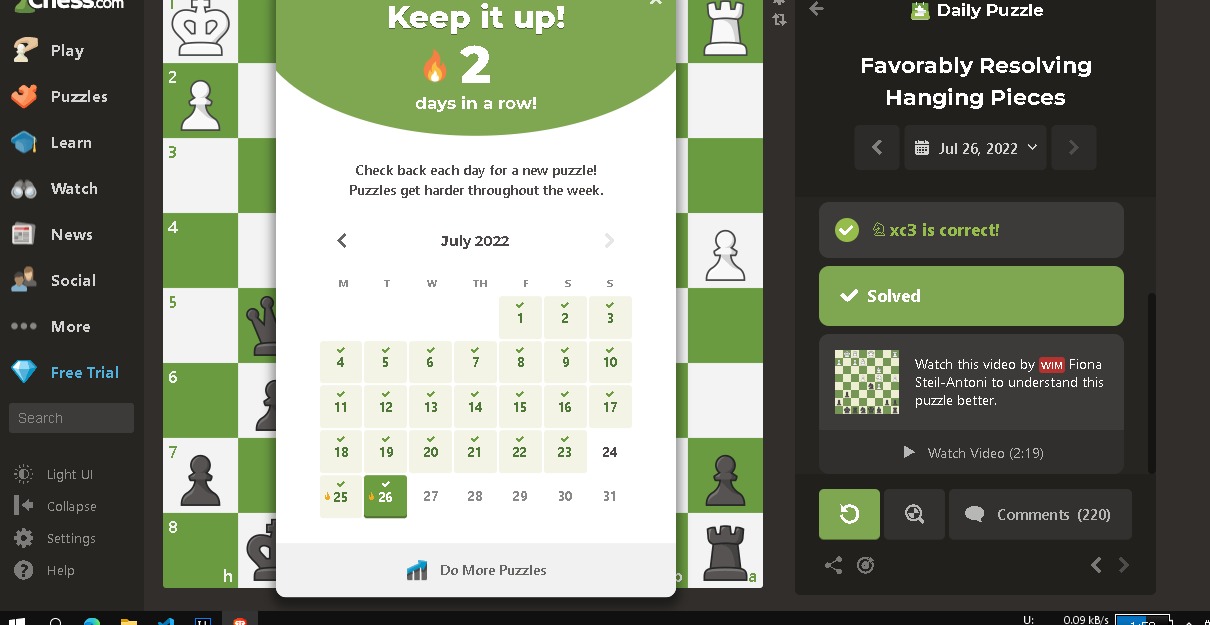 Chess.com
Play
Puzzles
Learn
Watch
News
Social
More
Free Trial
Search
Light UI
Collapse
Settings
Help
1
2
3
4
5
6
7
8
h
a
Keep it up!
2
days in a row!
Check back each day for a new puzzle!
Puzzles get harder throughout the week.
July 2022
M T W TH F S S
1 2 3
4 5 6 7 8 9 10
11 12 13 14 15 16 17
18 19 20 21 22 23 24
25 26 27 28 29 30 31
Do More Puzzles
Daily Puzzle
Favorably Resolving
Hanging Pieces
Jul 26, 2022
xc3 is correct!
Solved
Watch this video by WIM Fiona
Steil-Antoni to understand this
puzzle better.
Watch Video (2:19)
Comments (220)
U: 0.09 kB/s